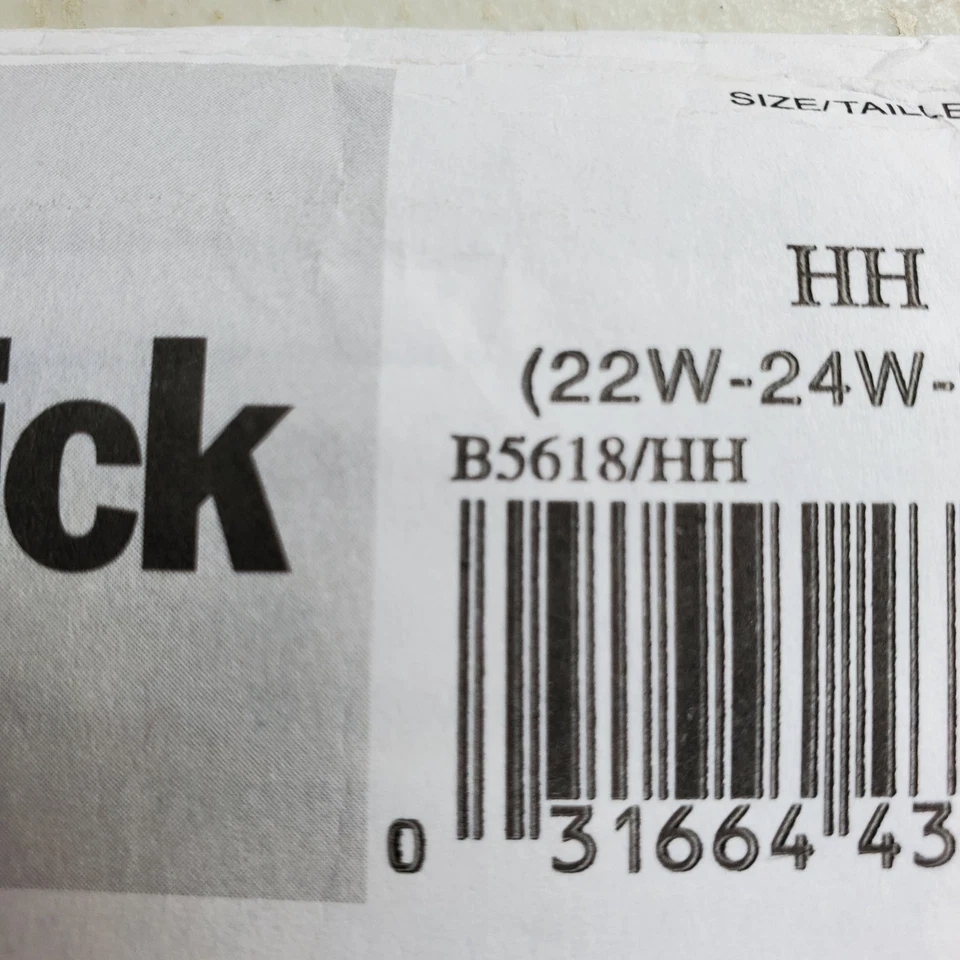 SIZE/TAILLE
HH
(22W-24W-
ick
B5618/HH
0 31664 43